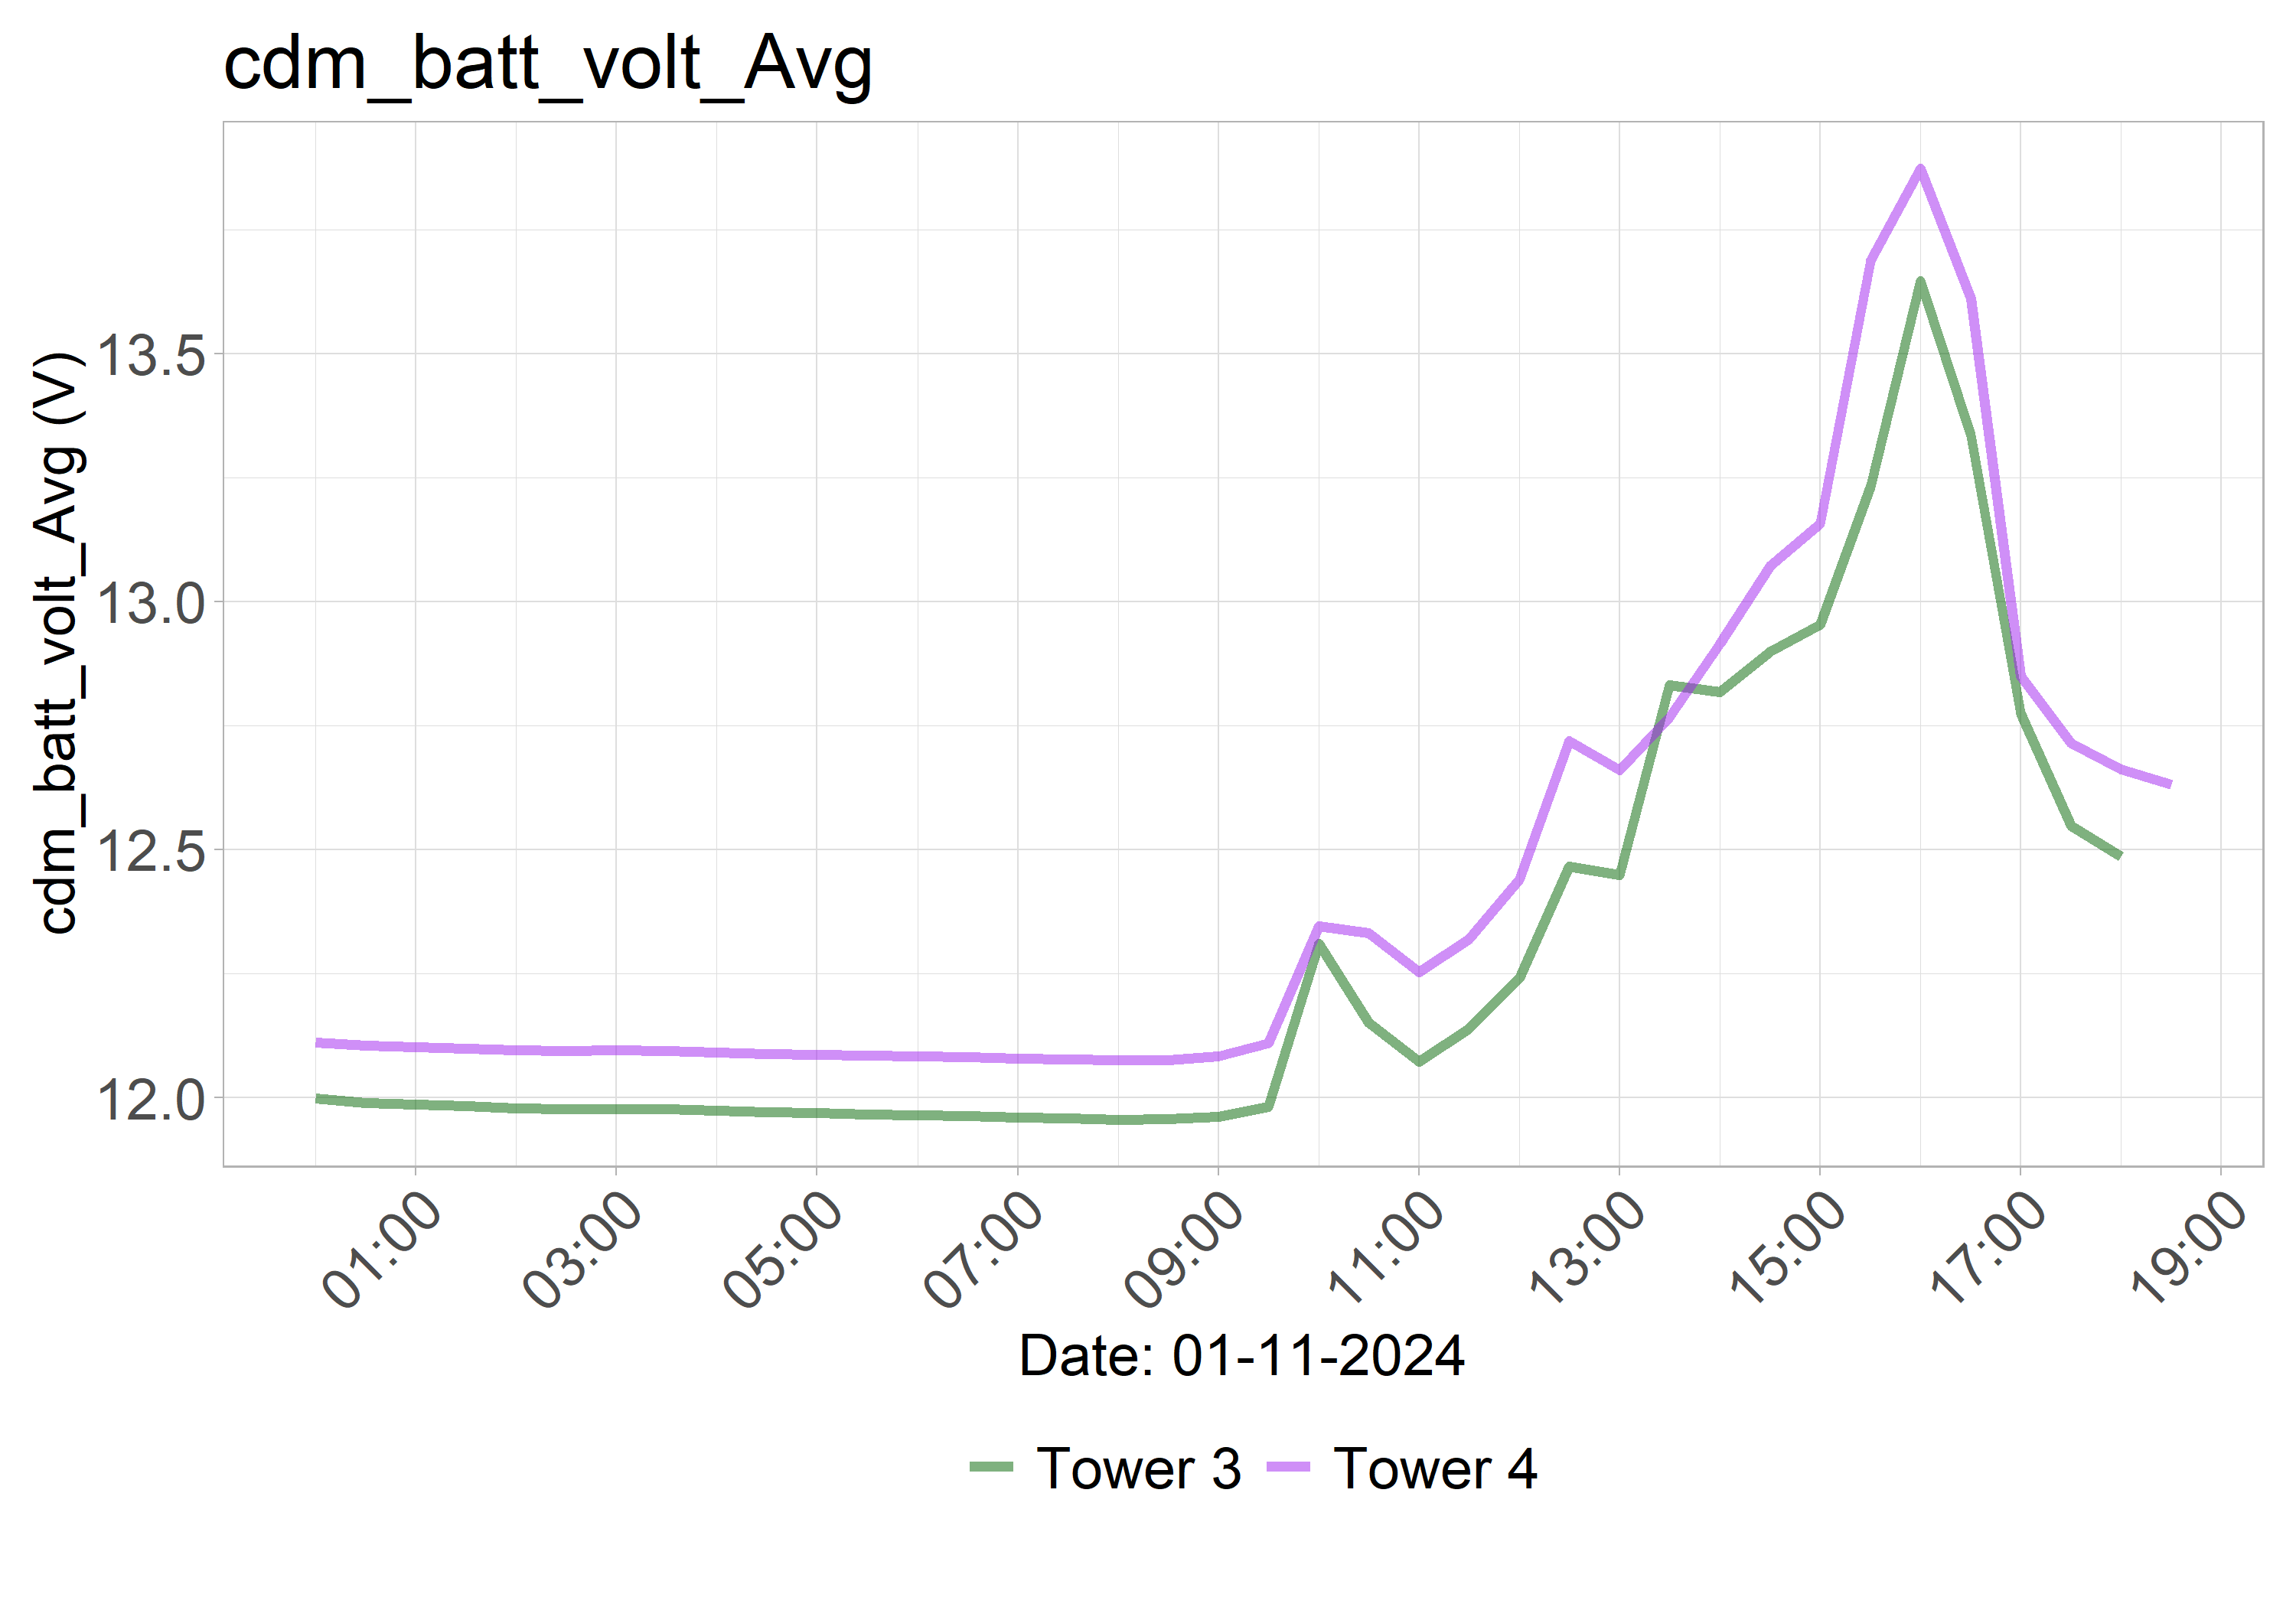 cdm_batt_volt_Avg
cdm_batt_volt_Avg (V)
13.5
13.0
12.5
12.0
01:00 03:00 05:00 07:00 09:00 11:00 13:00 15:00 17:00 19:00
Date: 01-11-2024
Tower 3 Tower 4